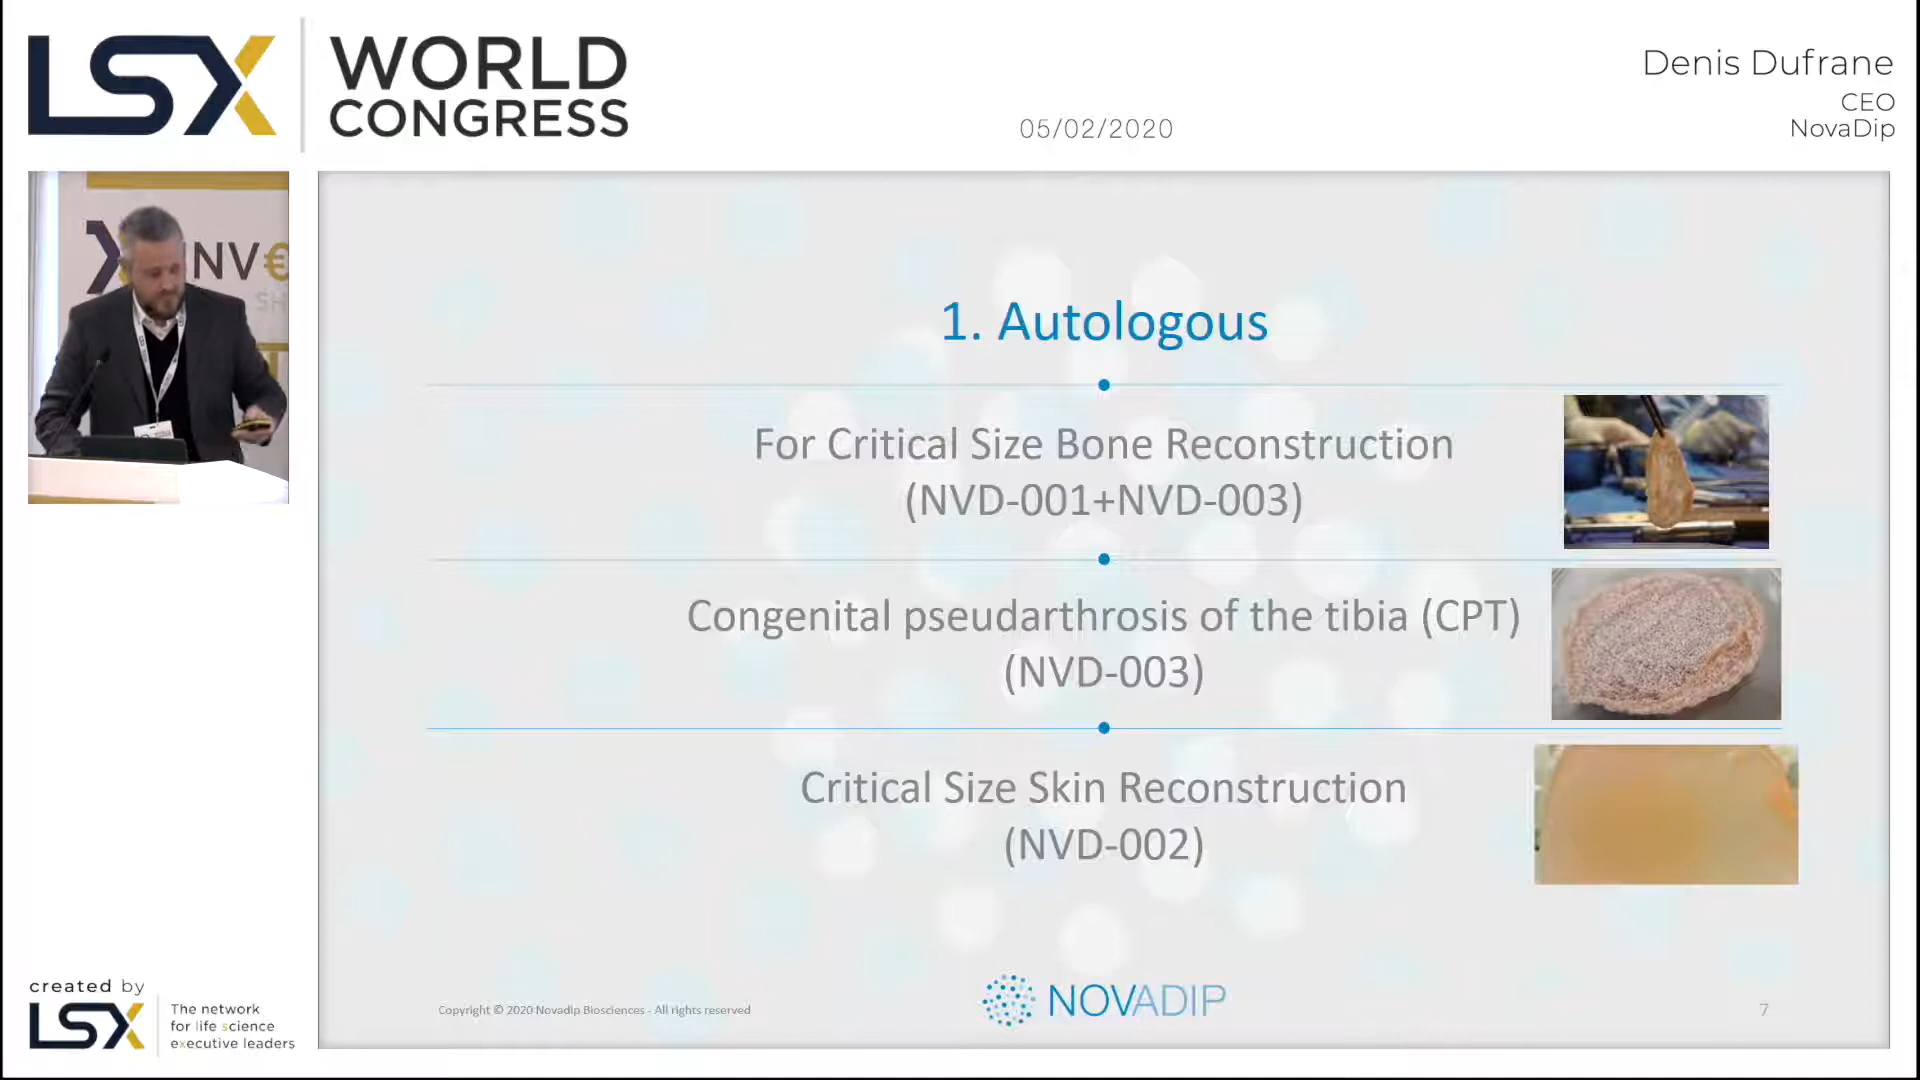 LSX
WORLD
CONGRESS
05/02/2020
Denis Dufrane
CEO
NovaDip
X INV€
SH
1. Autologous
For Critical Size Bone Reconstruction
(NVD-001+NVD-003)
Congenital pseudarthrosis of the tibia (CPT)
(NVD-003)
Critical Size Skin Reconstruction
(NVD-002)
created by
LSX
The network
for life science
executive leaders
Copyright © 2020 Novadip Biosciences - All rights reserved
NOVADIP
7